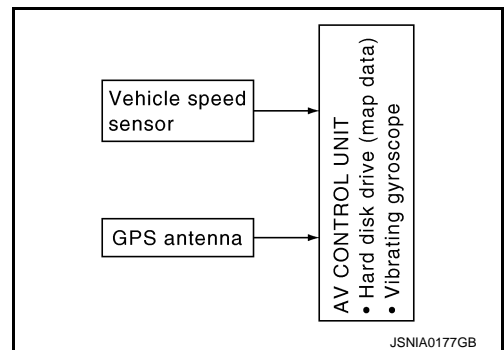 Vehicle speed
sensor
GPS antenna
AV CONTROL UNIT
• Hard disk drive (map data)
• Vibrating gyroscope
JSNIA0177GB